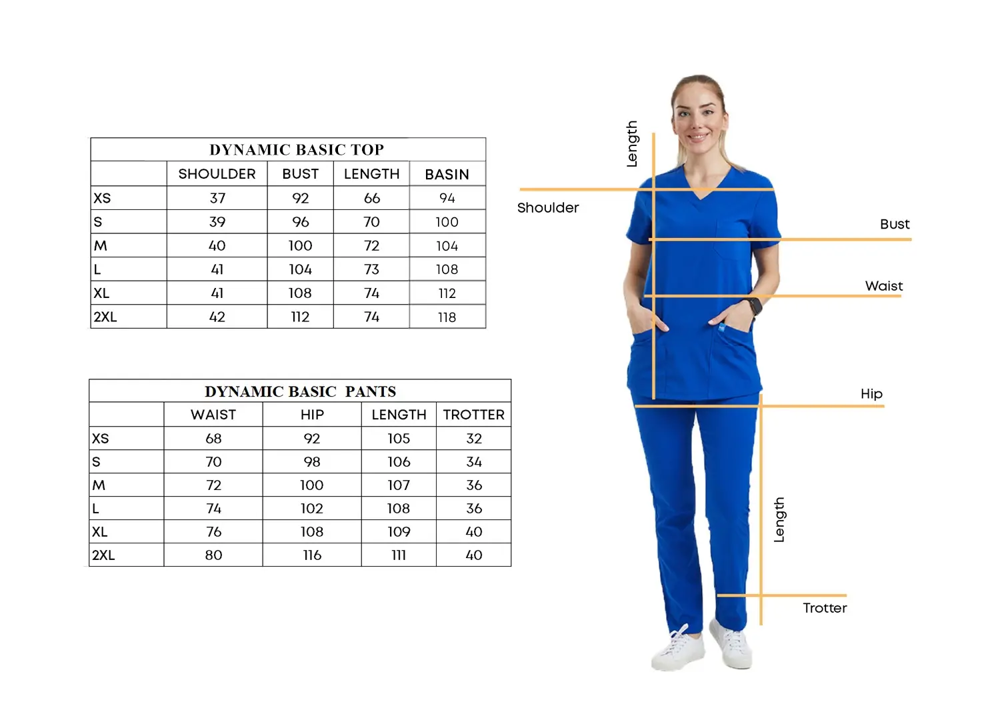 DYNAMIC BASIC TOP
SHOULDER BUST LENGTH BASIN
XS 37 92 66 94
S 39 96 70 100
M 40 100 72 104
L 41 104 73 108
XL 41 108 74 112
2XL 42 112 74 118
DYNAMIC BASIC PANTS
WAIST HIP LENGTH TROTTER
XS 68 92 105 32
S 70 98 106 34
M 72 100 107 36
L 74 102 108 36
XL 76 108 109 40
2XL 80 116 111 40
Length
Shoulder
Bust
Waist
Hip
Length
Trotter